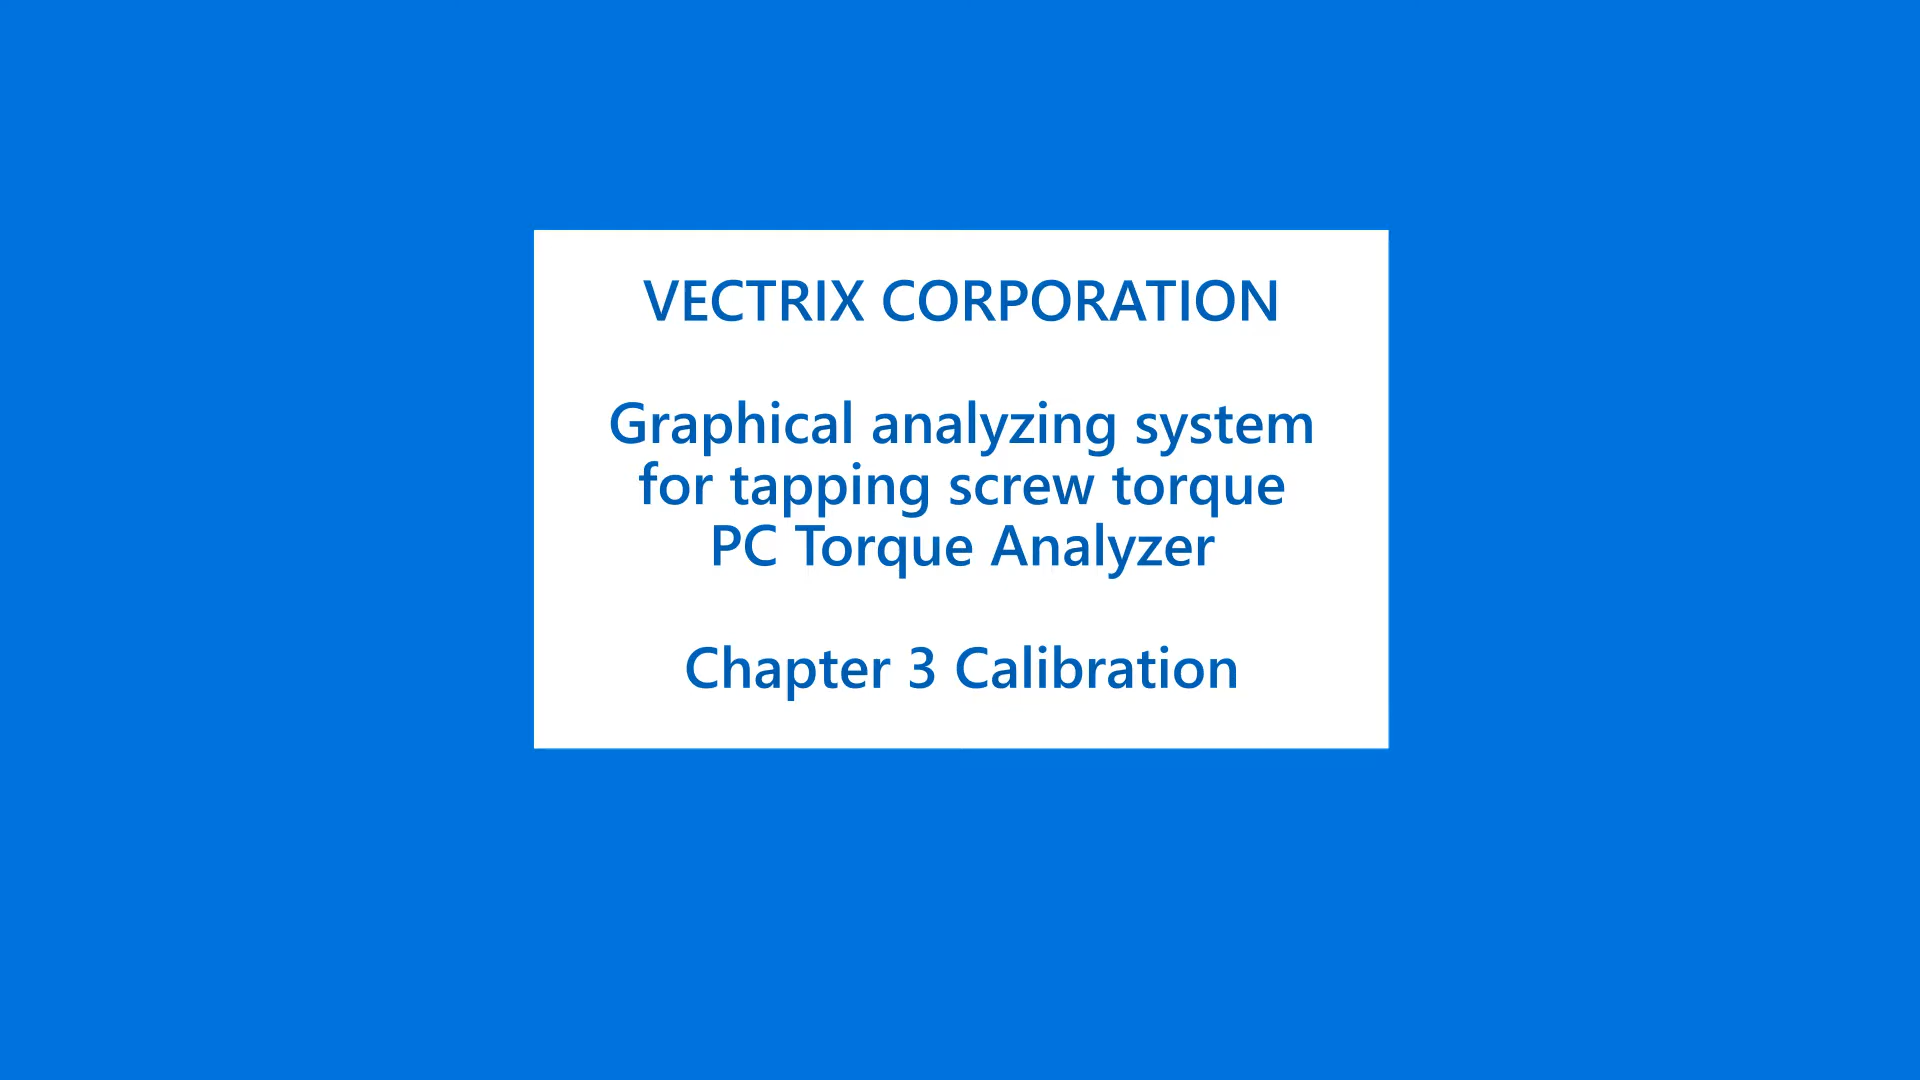 VECTRIX CORPORATION
Graphical analyzing system
for tapping screw torque
PC Torque Analyzer
Chapter 3 Calibration